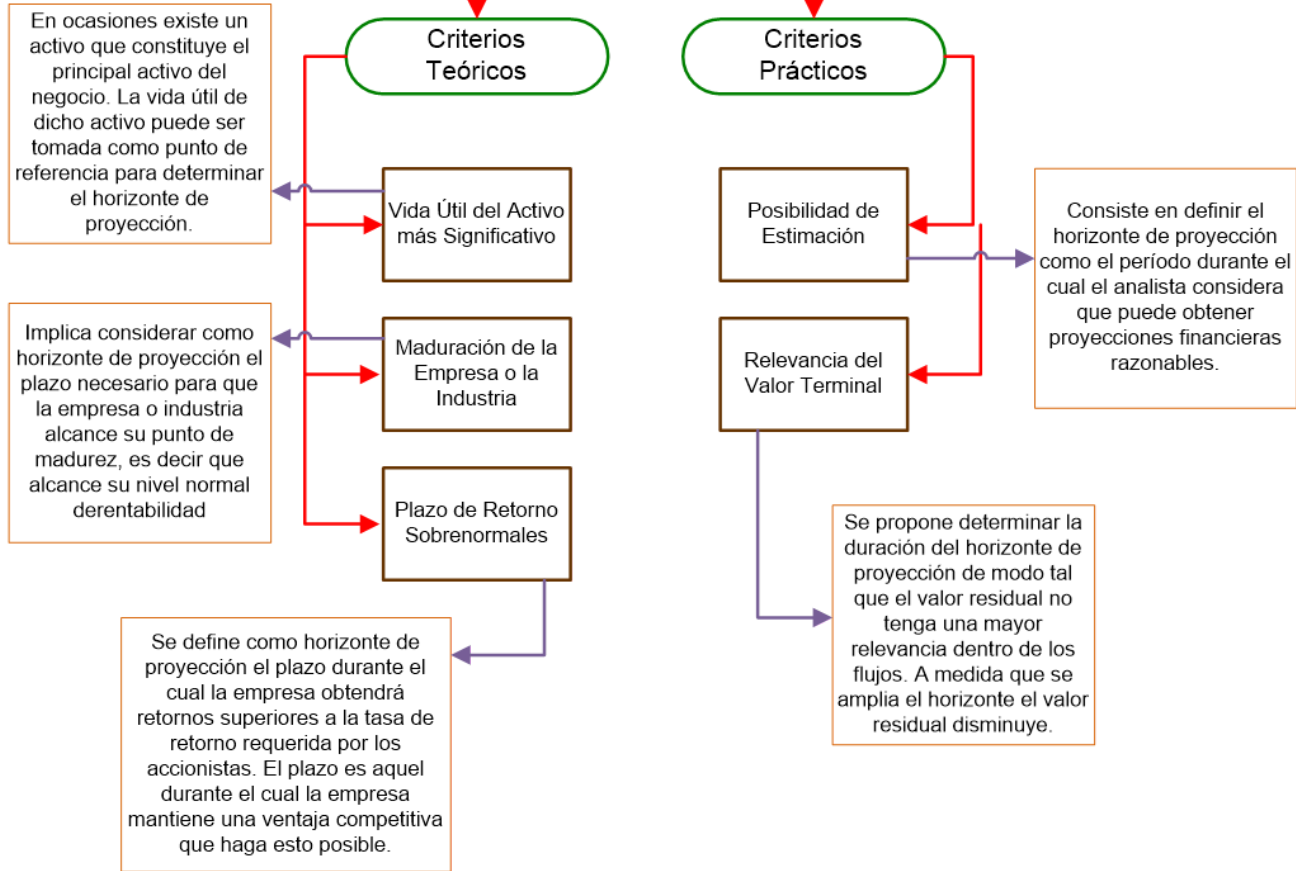 En ocasiones existe un
activo que constituye el
principal activo del
negocio. La vida útil de
dicho activo puede ser
tomada como punto de
referencia para determinar
el horizonte de
proyección.
Criterios
Teóricos
Criterios
Prácticos
Vida Útil del Activo
más Significativo
Posibilidad de
Estimación
Consiste en definir el
horizonte de proyección
como el período durante el
cual el analista considera
que puede obtener
proyecciones financieras
razonables.
Implica considerar como
horizonte de proyección el
plazo necesario para que
la empresa o industria
alcance su punto de
madurez, es decir que
alcance su nivel normal
derentabilidad
Maduración de la
Empresa o la
Industria
Relevancia del
Valor Terminal
Plazo de Retorno
Sobrenormales
Se propone determinar la
duración del horizonte de
proyección de modo tal
que el valor residual no
tenga una mayor
relevancia dentro de los
flujos. A medida que se
amplia el horizonte el valor
residual disminuye.
Se define como horizonte de
proyección el plazo durante el
cual la empresa obtendrá
retornos superiores a la tasa de
retorno requerida por los
accionistas. El plazo es aquel
durante el cual la empresa
mantiene una ventaja competitiva
que haga esto posible.